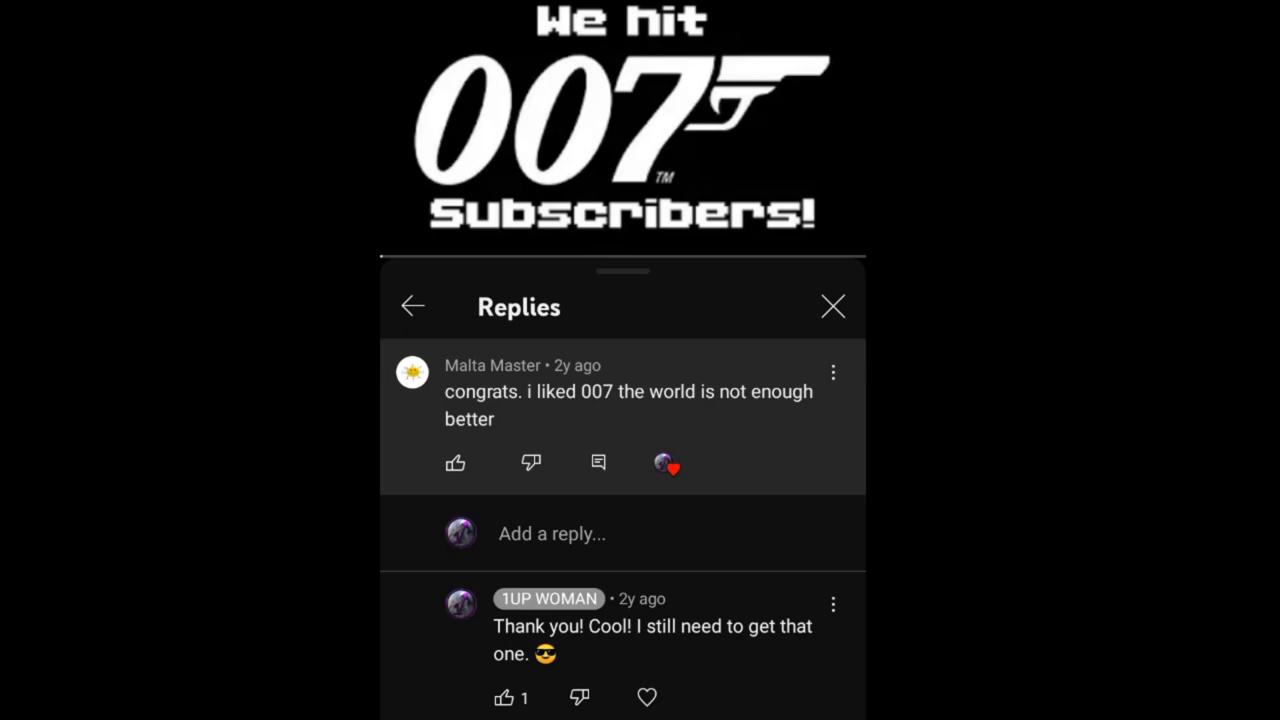 We hit
007
TM
Subscribers!
Replies
Malta Master • 2y ago
congrats. i liked 007 the world is not enough
better
Add a reply...
1UP WOMAN • 2y ago
Thank you! Cool! I still need to get that
one. 😎
1